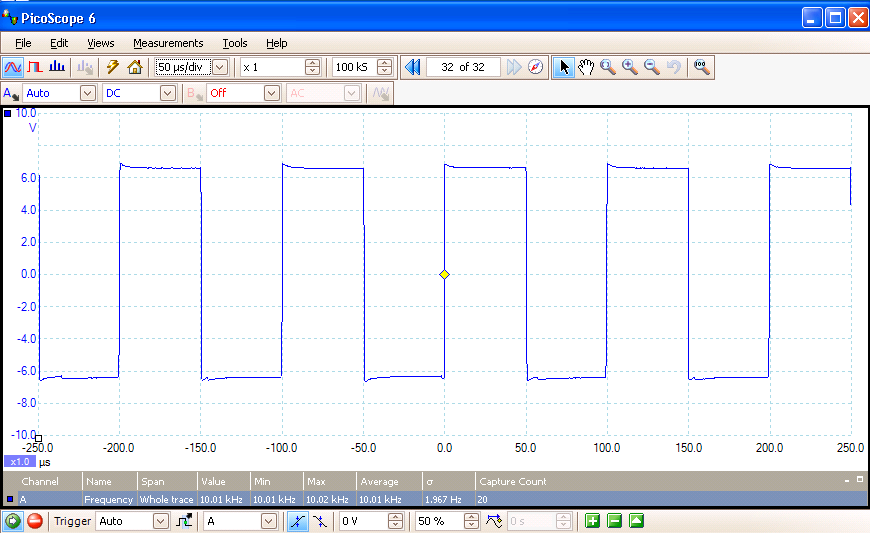 PicoScope 6
File Edit Views Measurements Tools Help
50 µs/div x 1 100 kS 32 of 32
A Auto DC B Off AC
10.0
V
6.0
4.0
2.0
0.0
-2.0
-4.0
-6.0
-8.0
-10.0
-250.0 -200.0 -150.0 -100.0 -50.0 0.0 50.0 100.0 150.0 200.0 250.0
x1.0 µs
Channel Name Span Value Min Max Average σ Capture Count
A Frequency Whole trace 10.01 kHz 10.01 kHz 10.02 kHz 10.01 kHz 1.967 Hz 20
Trigger Auto A 0 V 50 % 0 s